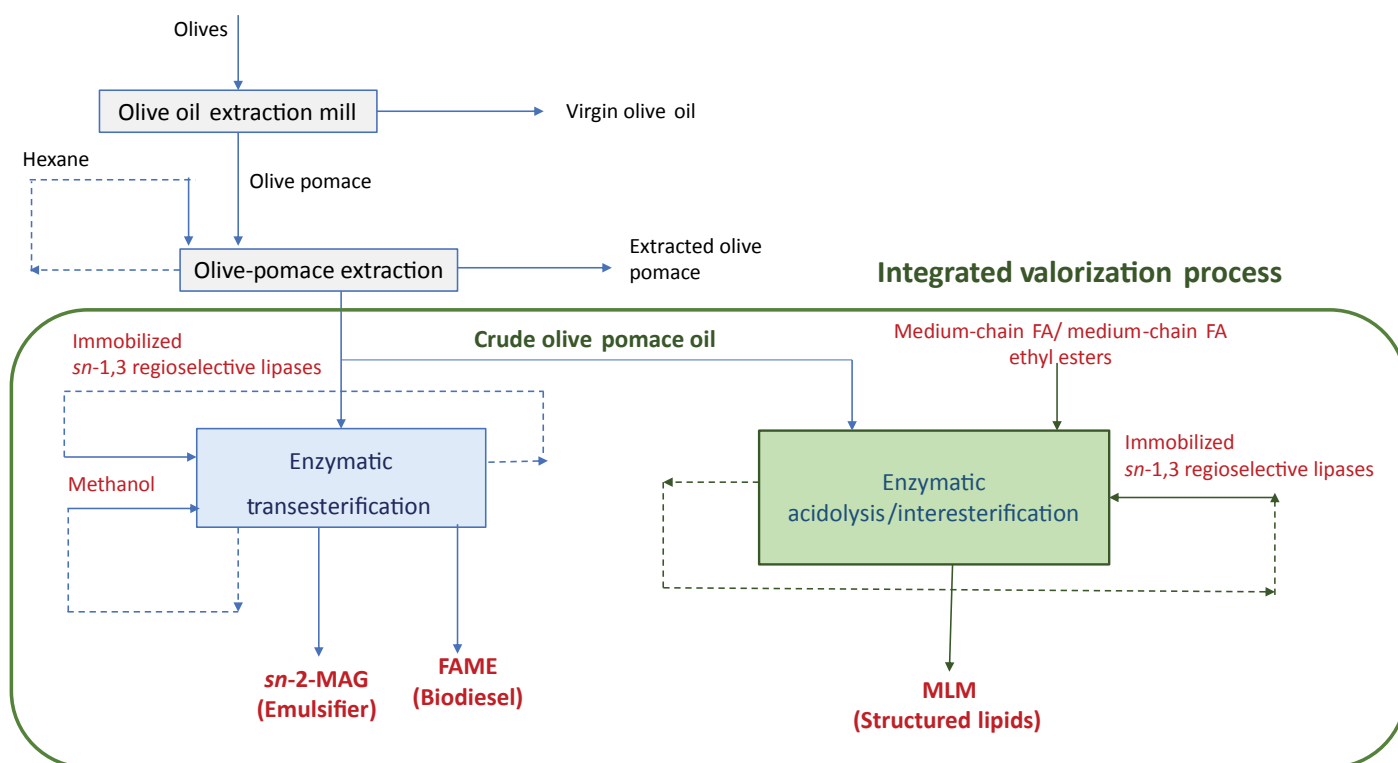 Olives
Olive oil extraction mill
Virgin olive oil
Hexane
Olive pomace
Olive-pomace extraction
Extracted olive
pomace
Integrated valorization process
Immobilized
sn-1,3 regioselective lipases
Crude olive pomace oil
Medium-chain FA/ medium-chain FA
ethyl esters
Enzymatic
transesterification
Methanol
Enzymatic
acidolysis/interesterification
Immobilized
sn-1,3 regioselective lipases
sn-2-MAG
(Emulsifier)
FAME
(Biodiesel)
MLM
(Structured lipids)